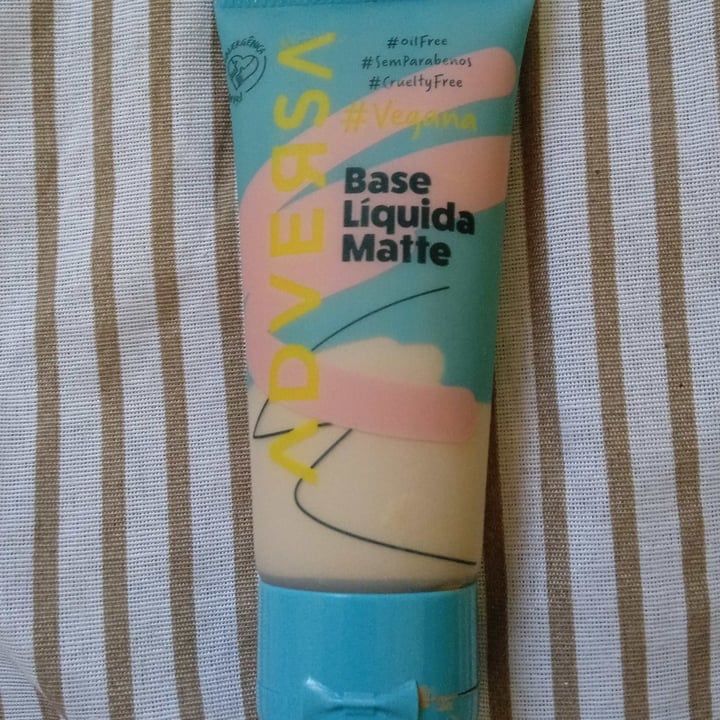 #oilFree
#SemParabenos
#CrueltyFree
#Vegana
ADVERSA
Base
Líquida
Matte